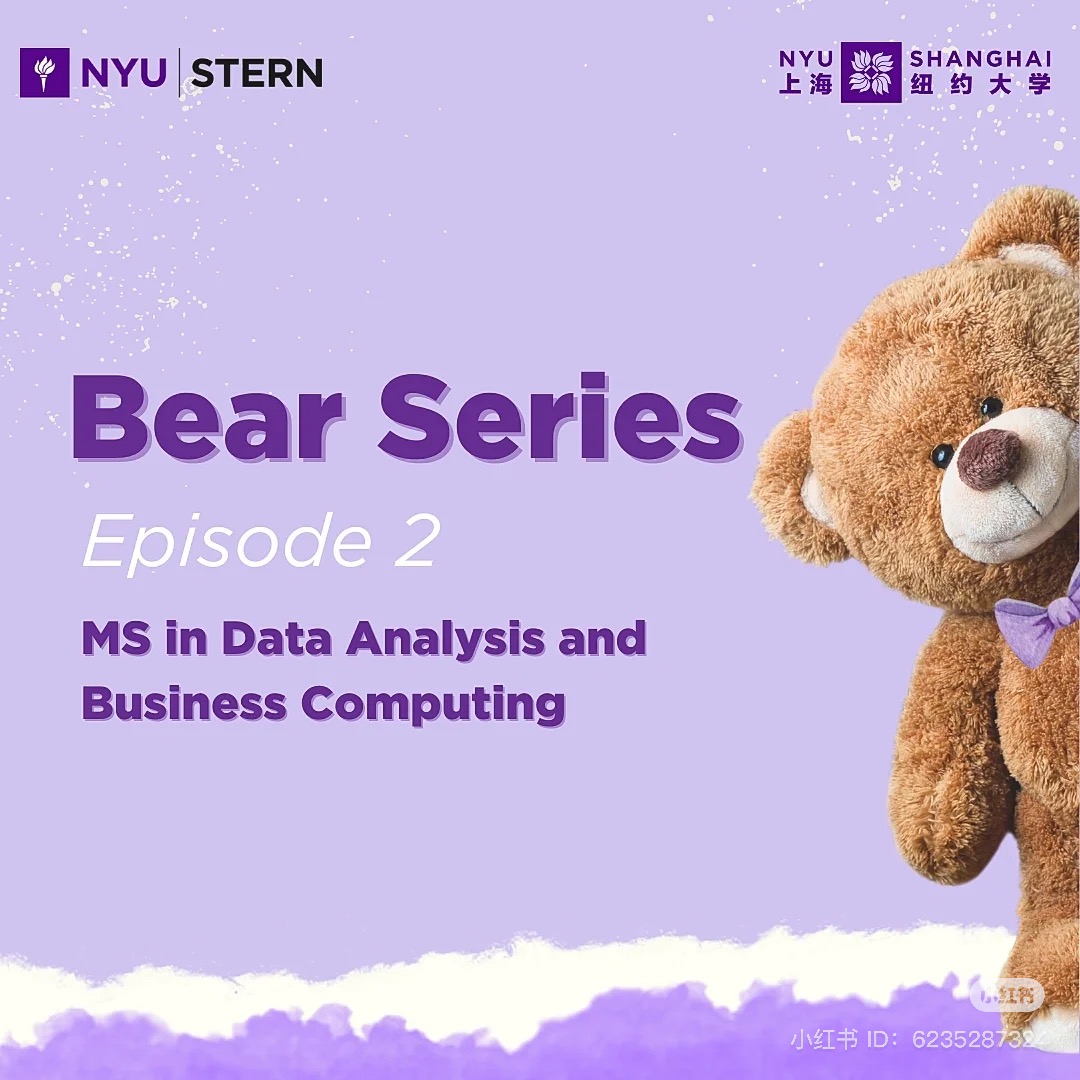 NYU STERN
NYU SHANGHAI
上海 纽约大学
Bear Series
Episode 2
MS in Data Analysis and
Business Computing
小红书
小红书 ID: